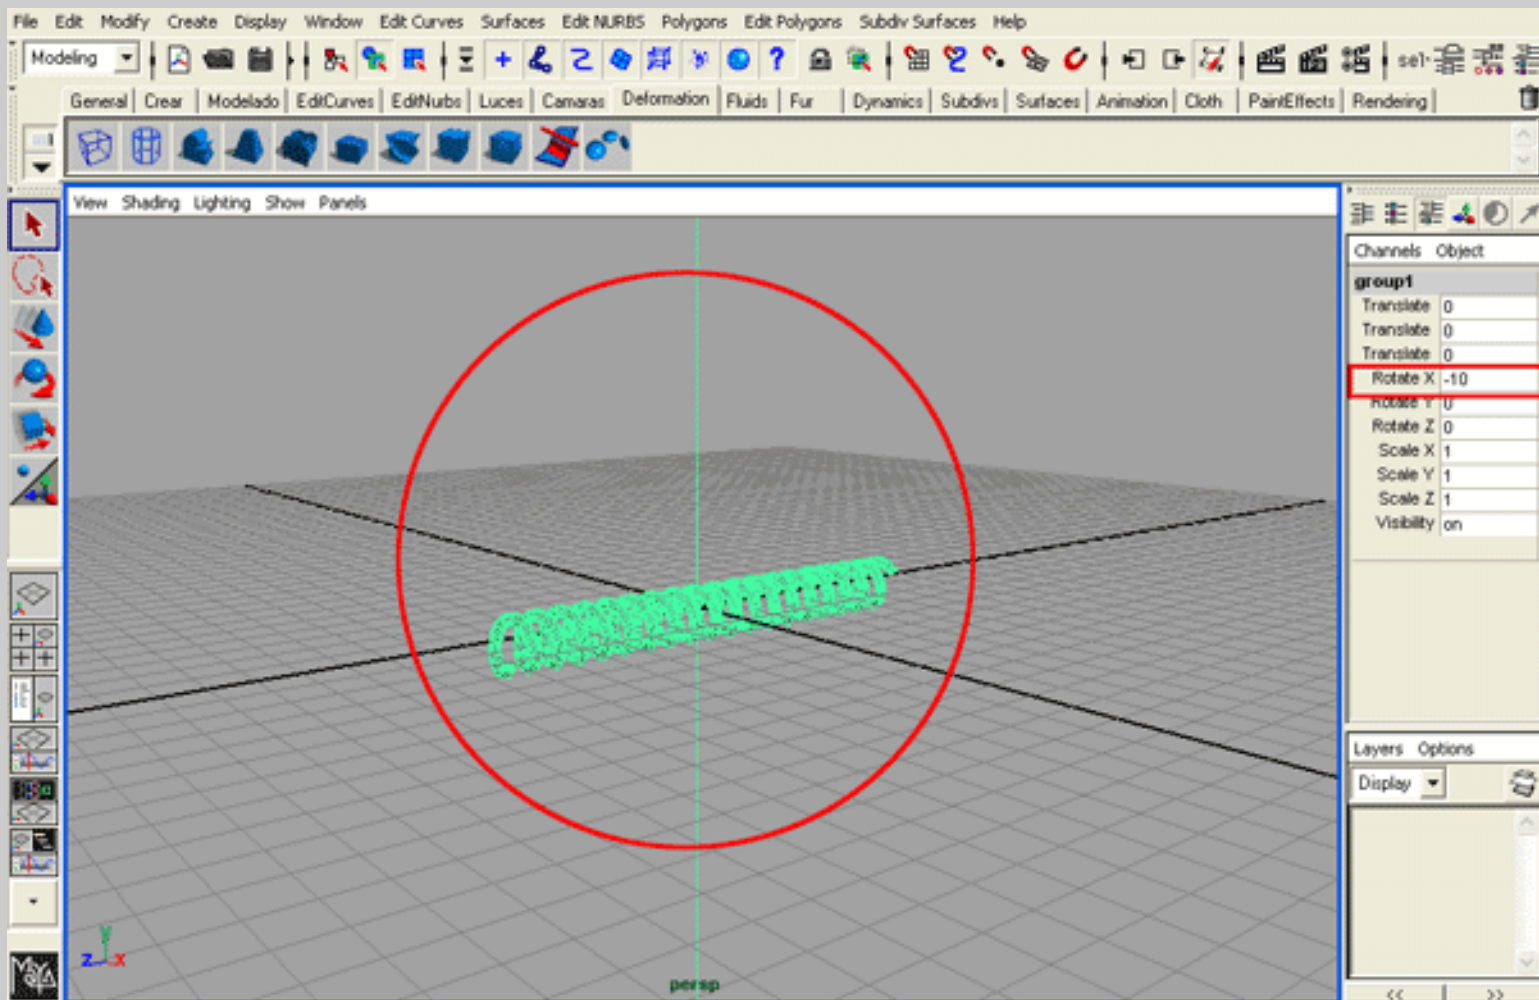 File Edit Modify Create Display Window Edit Curves Surfaces Edit NURBS Polygons Edit Polygons Subdiv Surfaces Help
Modeling sel-
General Crear Modelado EditCurves EditNurbs Luces Camaras Deformation Fluids Fur Dynamics Subdivs Surfaces Animation Cloth PaintEffects Rendering
View Shading Lighting Show Panels
Channels Object
group1
Translate 0
Translate 0
Translate 0
Rotate X -10
Rotate Y 0
Rotate Z 0
Scale X 1
Scale Y 1
Scale Z 1
Visibility on
Layers Options
Display
y
z x
persp
MAYA
<< >>